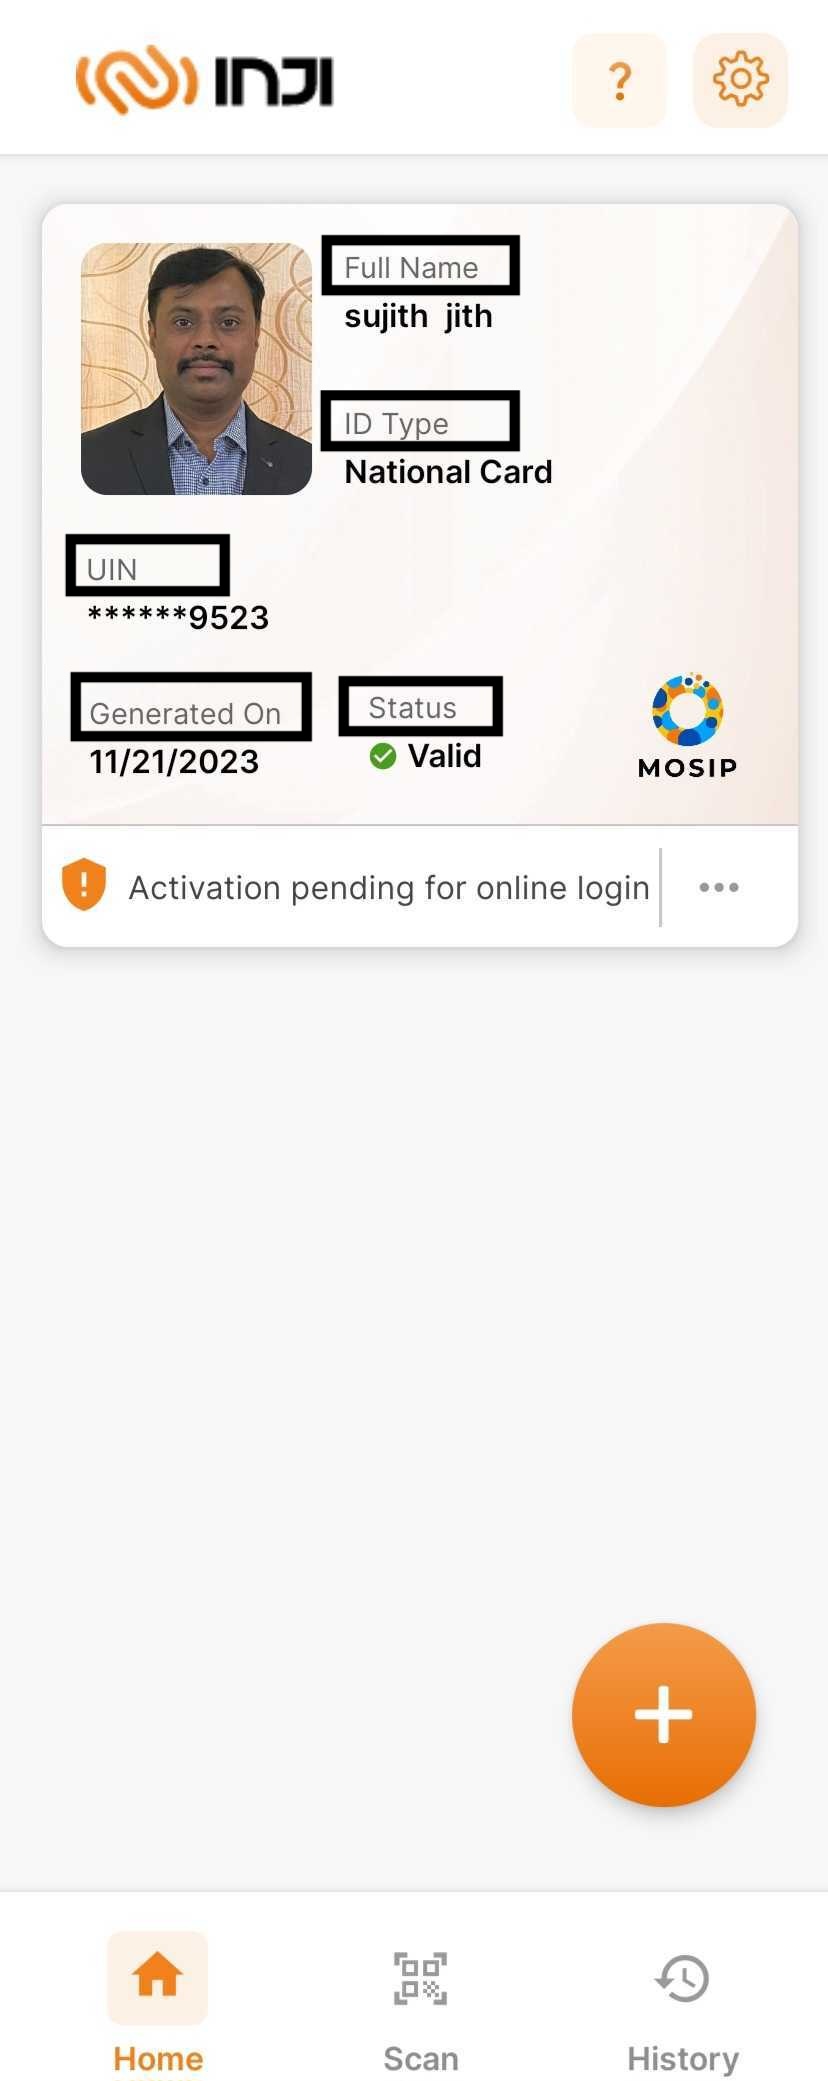 INJI
?
Full Name
sujith jith
ID Type
National Card
UIN
******9523
Generated On
11/21/2023
Status
Valid
MOSIP
Activation pending for online login
Home
Scan
History